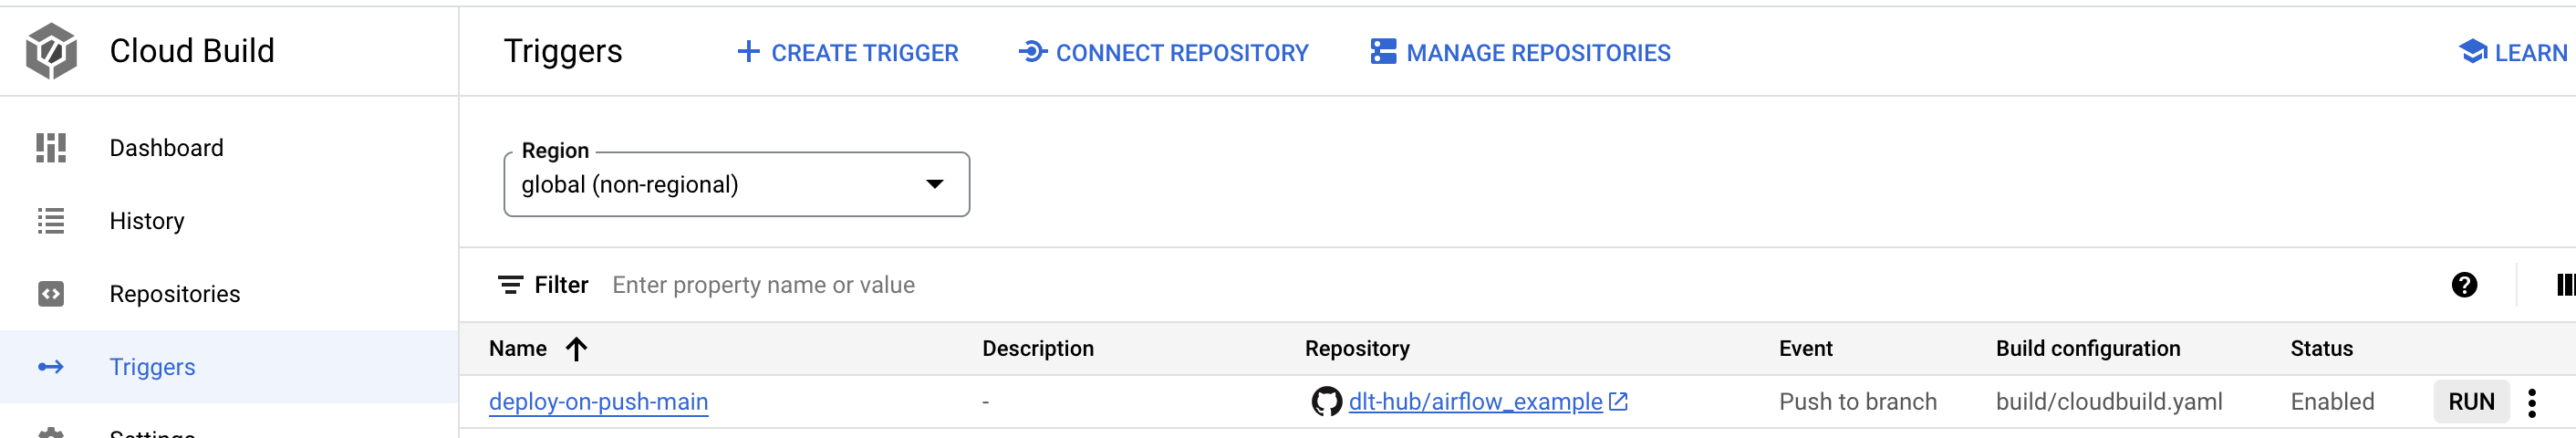 Cloud Build
Triggers
CREATE TRIGGER
CONNECT REPOSITORY
MANAGE REPOSITORIES
LEARN
Dashboard
History
Repositories
Triggers
Settings
Region
global (non-regional)
Filter Enter property name or value
Name Description Repository Event Build configuration Status
deploy-on-push-main - dlt-hub/airflow_example Push to branch build/cloudbuild.yaml Enabled RUN